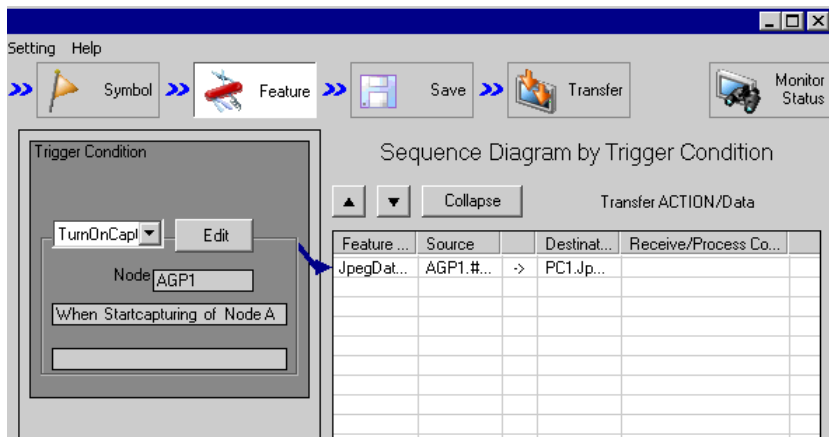 Setting Help
Symbol Feature Save Transfer Monitor Status
Trigger Condition
TurnOnCapt Edit
Node AGP1
When Startcapturing of Node A
Sequence Diagram by Trigger Condition
Collapse Transfer ACTION/Data
Feature ... Source Destinat... Receive/Process Co...
JpegDat... AGP1.#... -> PC1.Jp...